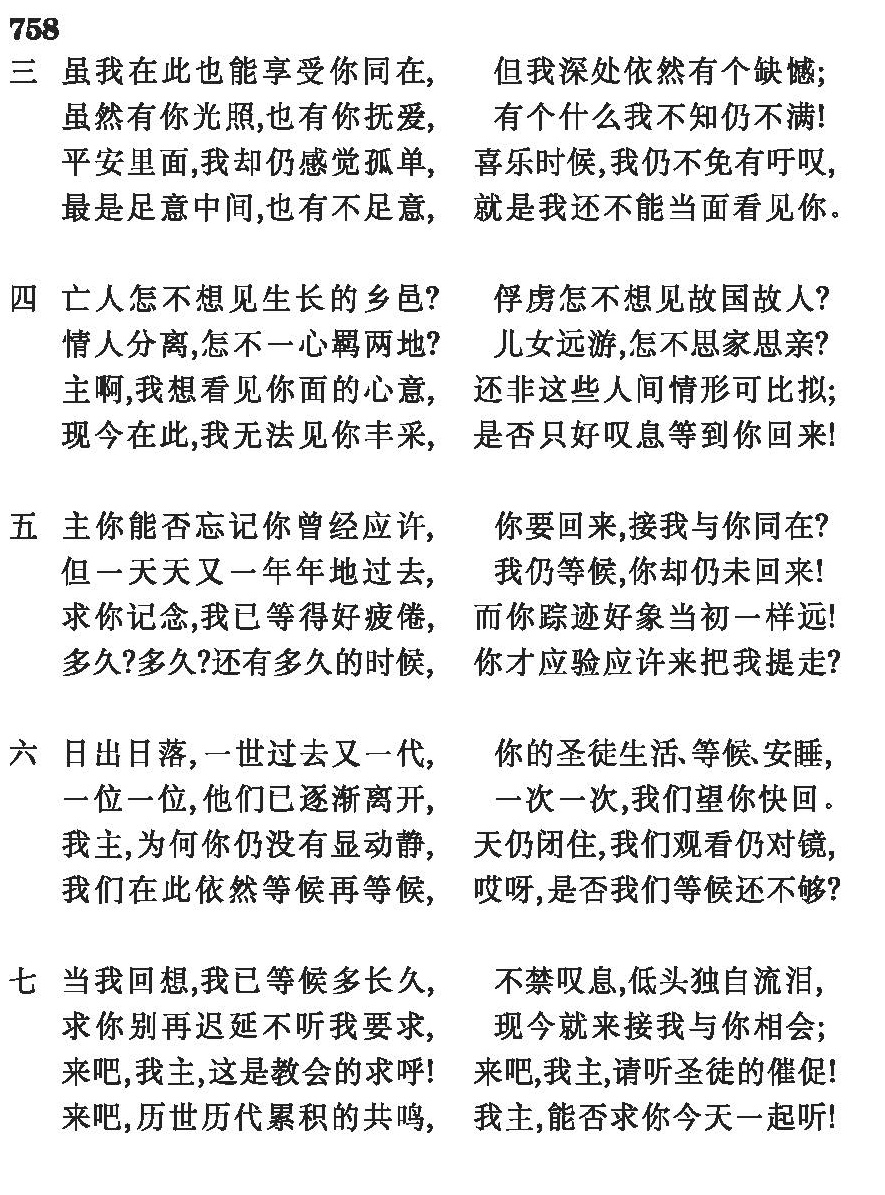 758
三 虽我在此也能享受你同在, 但我深处依然有个缺憾;
虽然有你光照,也有你抚爱, 有个什么我不知仍不满!
平安里面,我却仍感觉孤单, 喜乐时候,我仍不免有吁叹,
最是足意中间,也有不足意, 就是我还不能当面看见你。
四 亡人怎不想见生长的乡邑? 俘虏怎不想见故国故人?
情人分离,怎不一心羁两地? 儿女远游,怎不思家思亲?
主啊,我想看见你面的心意, 还非这些人间情形可比拟;
现今在此,我无法见你丰采, 是否只好叹息等到你回来!
五 主你能否忘记你曾经应许, 你要回来,接我与你同在?
但一天天又一年年地过去, 我仍等候,你却仍未回来!
求你记念,我已等得好疲倦, 而你踪迹好象当初一样远!
多久?多久?还有多久的时候, 你才应验应许来把我提走?
六 日出日落,一世过去又一代, 你的圣徒生活、等候、安睡,
一位一位,他们已逐渐离开, 一次一次,我们望你快回。
我主,为何你仍没有显动静, 天仍闭住,我们观看仍对镜,
我们在此依然等候再等候, 哎呀,是否我们等候还不够?
七 当我回想,我已等候多长久, 不禁叹息,低头独自流泪,
求你别再迟延不听我要求, 现今就来接我与你相会;
来吧,我主,这是教会的求呼! 来吧,我主,请听圣徒的催促!
来吧,历世历代累积的共鸣, 我主,能否求你今天一起听!